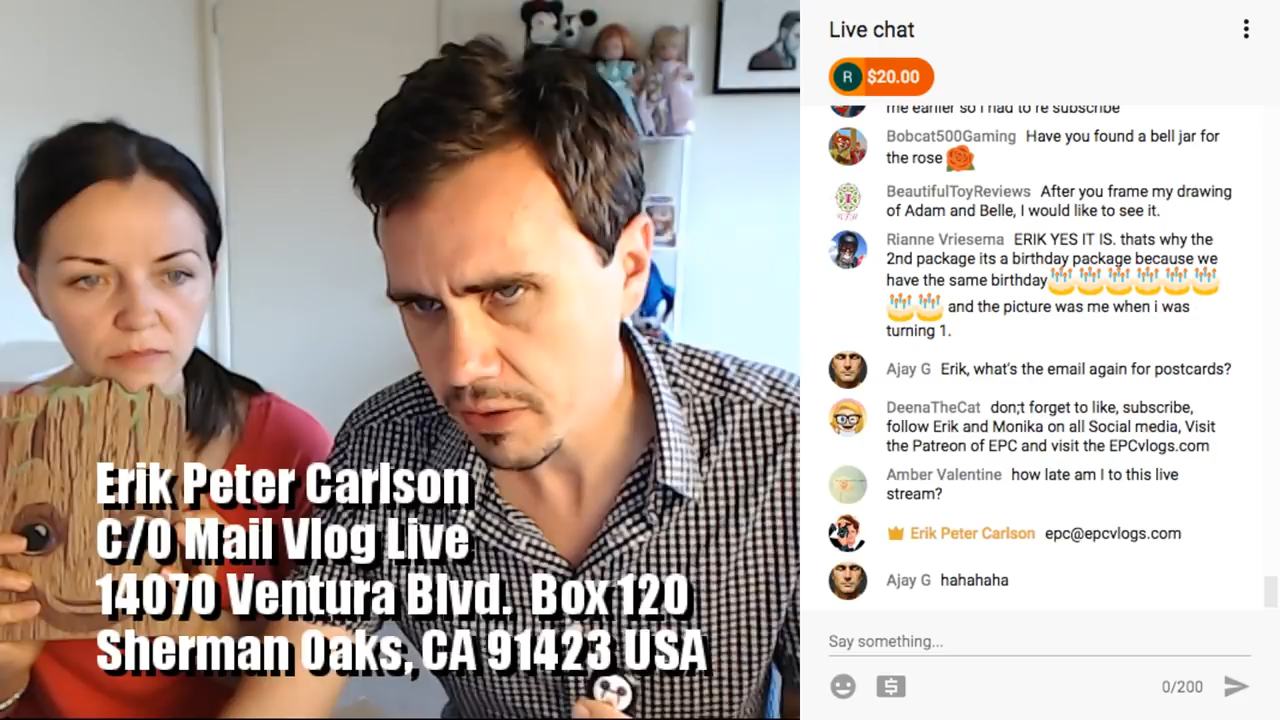 Erik Peter Carlson
C/O Mail Vlog Live
14070 Ventura Blvd. Box 120
Sherman Oaks, CA 91423 USA
Live chat
R $20.00
me earlier so I had to re subscribe
Bobcat500Gaming Have you found a bell jar for
the rose
BeautifulToyReviews After you frame my drawing
of Adam and Belle, I would like to see it.
Rianne Vriesema ERIK YES IT IS. thats why the
2nd package its a birthday package because we
have the same birthday
and the picture was me when i was
turning 1.
Ajay G Erik, what's the email again for postcards?
DeenaTheCat don;t forget to like, subscribe,
follow Erik and Monika on all Social media, Visit
the Patreon of EPC and visit the EPCvlogs.com
Amber Valentine how late am I to this live
stream?
Erik Peter Carlson epc@epcvlogs.com
Ajay G hahahaha
Say something...
0/200